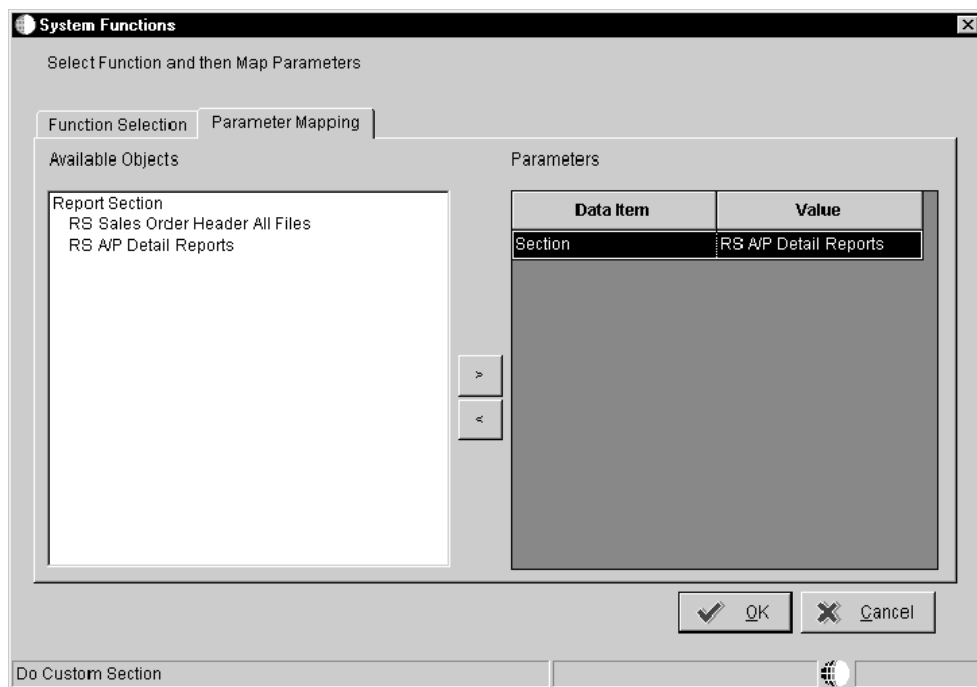 System Functions
Select Function and then Map Parameters
Function Selection
Parameter Mapping
Available Objects
Report Section
RS Sales Order Header All Files
RS A/P Detail Reports
>
<
Parameters
Data Item
Value
Section
RS A/P Detail Reports
OK
Cancel
Do Custom Section